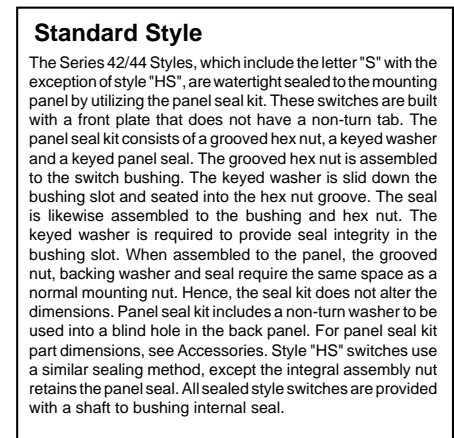 Standard Style
The Series 42/44 Styles, which include the letter "S" with the
exception of style "HS", are watertight sealed to the mounting
panel by utilizing the panel seal kit. These switches are built
with a front plate that does not have a non-turn tab. The
panel seal kit consists of a grooved hex nut, a keyed washer
and a keyed panel seal. The grooved hex nut is assembled
to the switch bushing. The keyed washer is slid down the
bushing slot and seated into the hex nut groove. The seal
is likewise assembled to the bushing and hex nut. The
keyed washer is required to provide seal integrity in the
bushing slot. When assembled to the panel, the grooved
nut, backing washer and seal require the same space as a
normal mounting nut. Hence, the seal kit does not alter the
dimensions. Panel seal kit includes a non-turn washer to be
used into a blind hole in the back panel. For panel seal kit
part dimensions, see Accessories. Style "HS" switches use
a similar sealing method, except the integral assembly nut
retains the panel seal. All sealed style switches are provided
with a shaft to bushing internal seal.